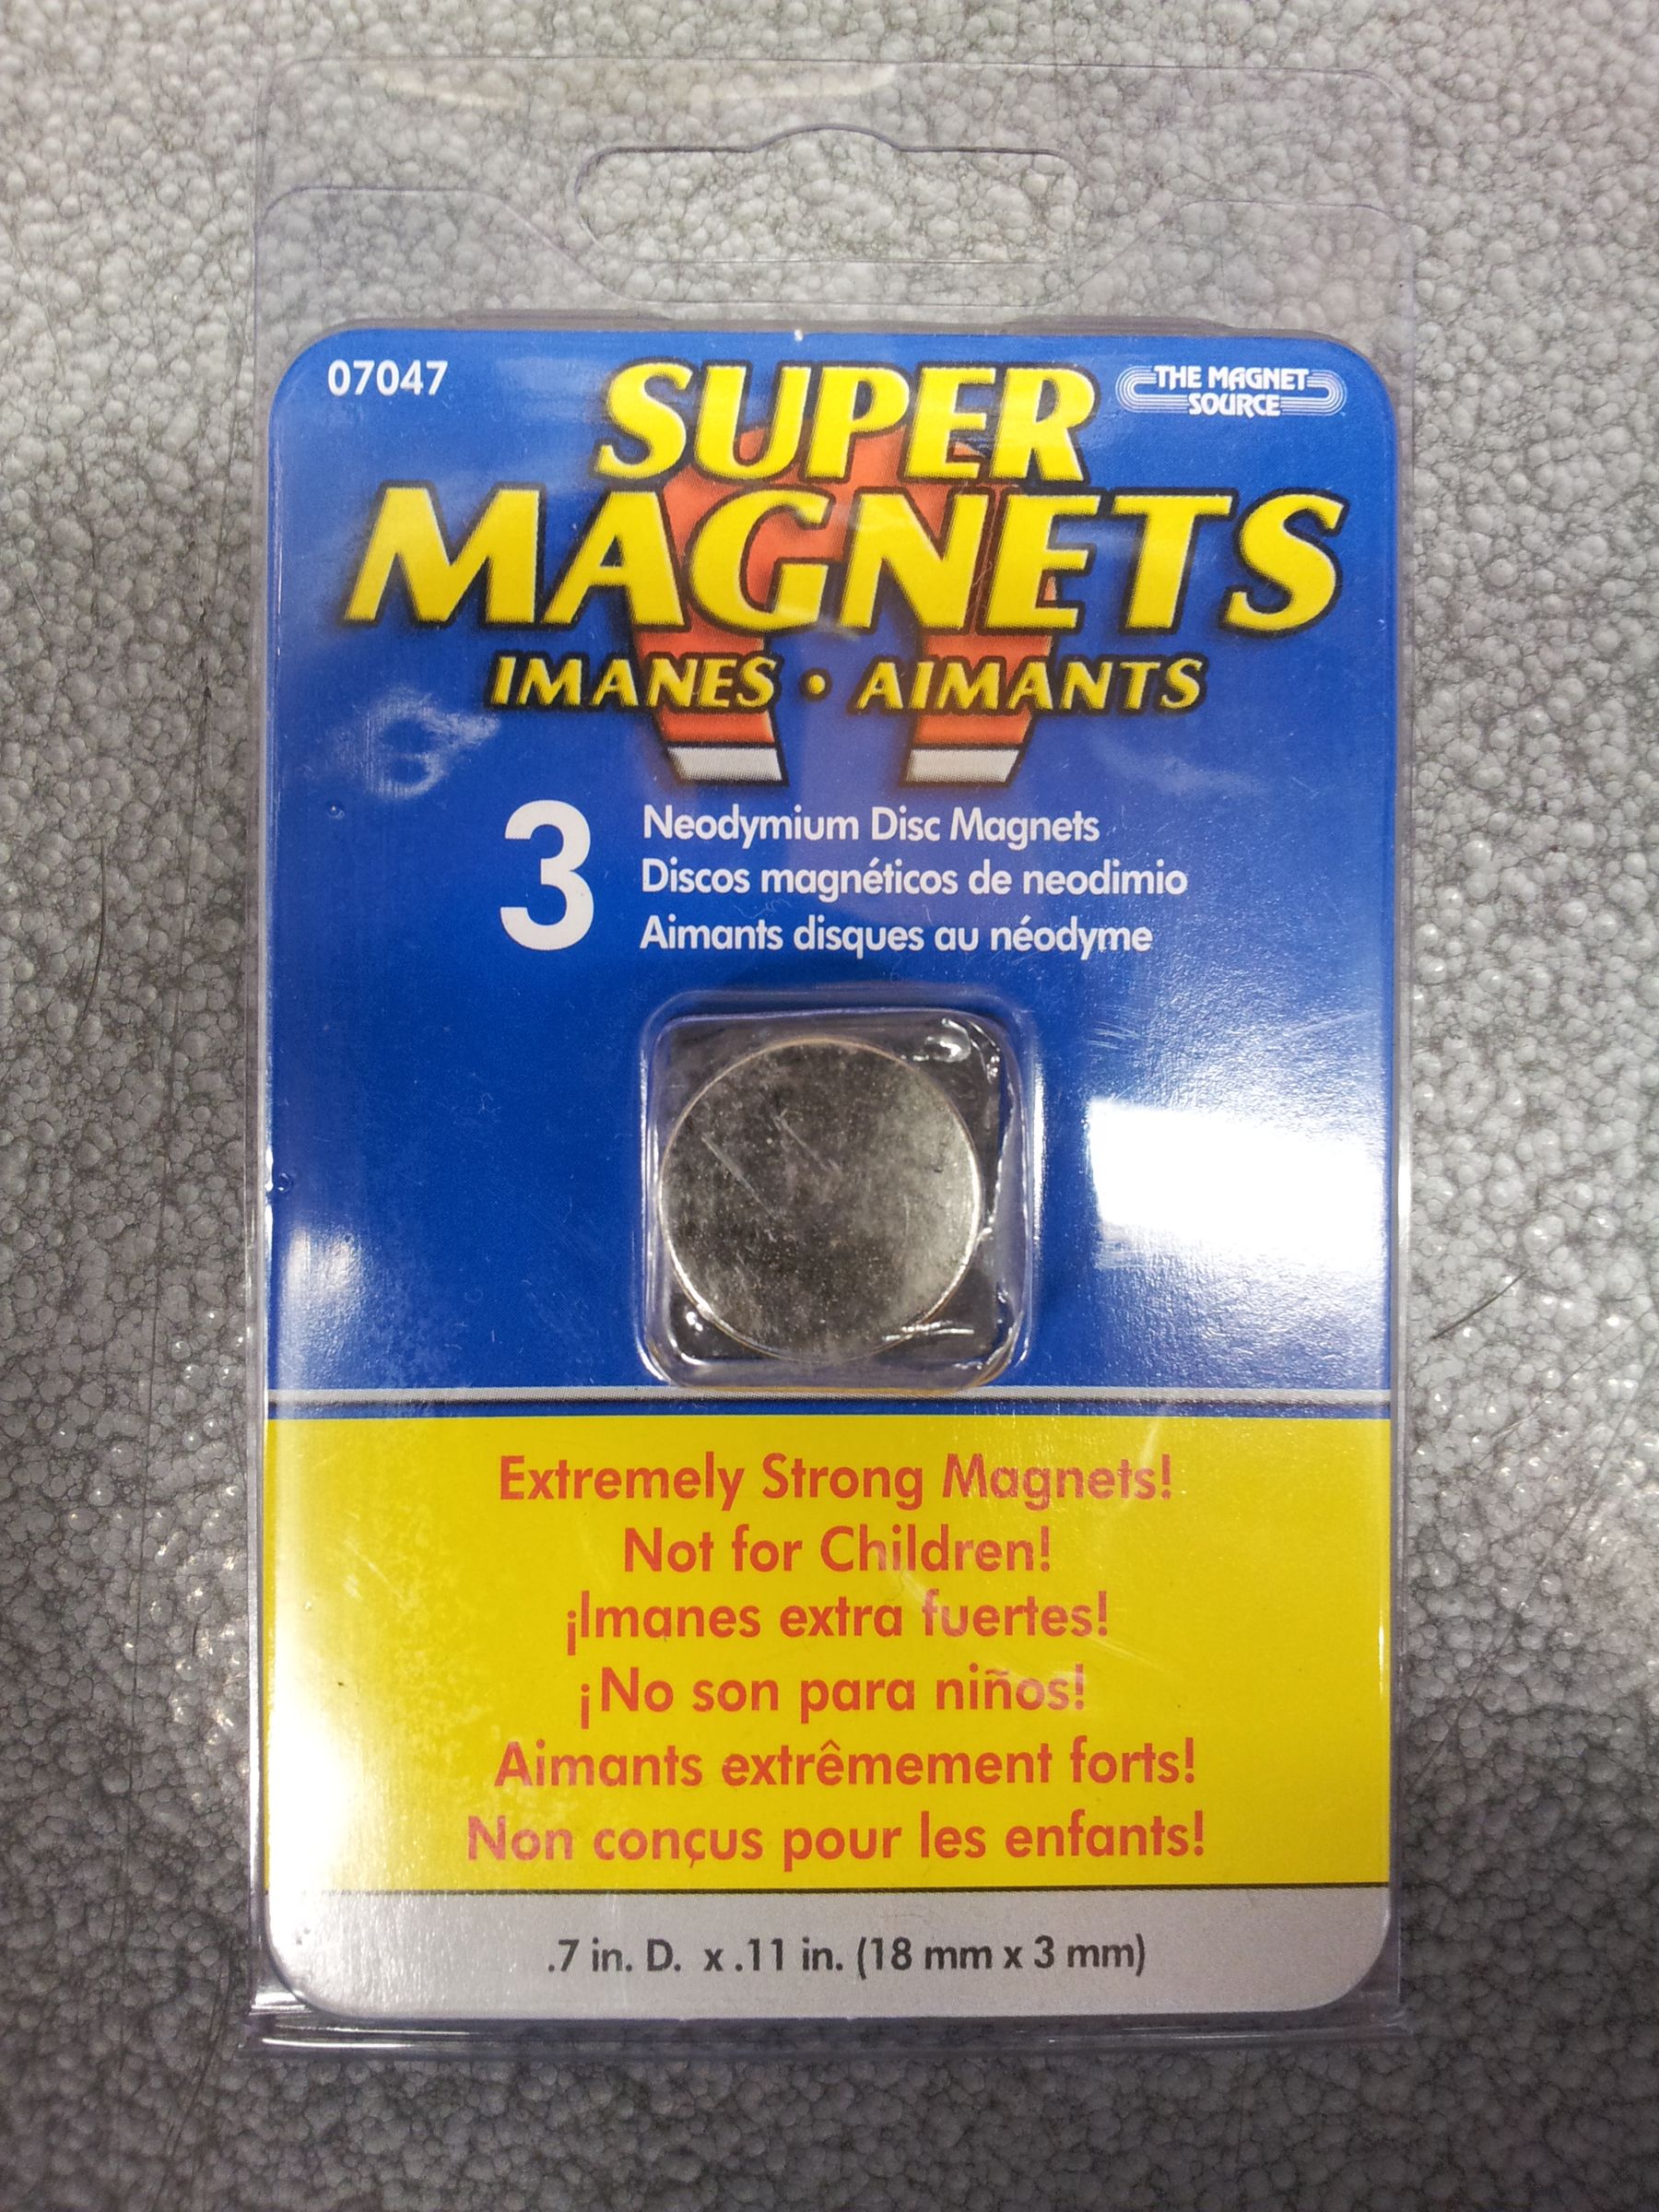 07047
SUPER
THE MAGNET
SOURCE
MAGNETS
IMANES • AIMANTS
3
Neodymium Disc Magnets
Discos magnéticos de neodimio
Aimants disques au néodyme
Extremely Strong Magnets!
Not for Children!
¡Imanes extra fuertes!
¡No son para niños!
Aimants extrêmement forts!
Non conçus pour les enfants!
.7 in. D. x .11 in. (18 mm x 3 mm)